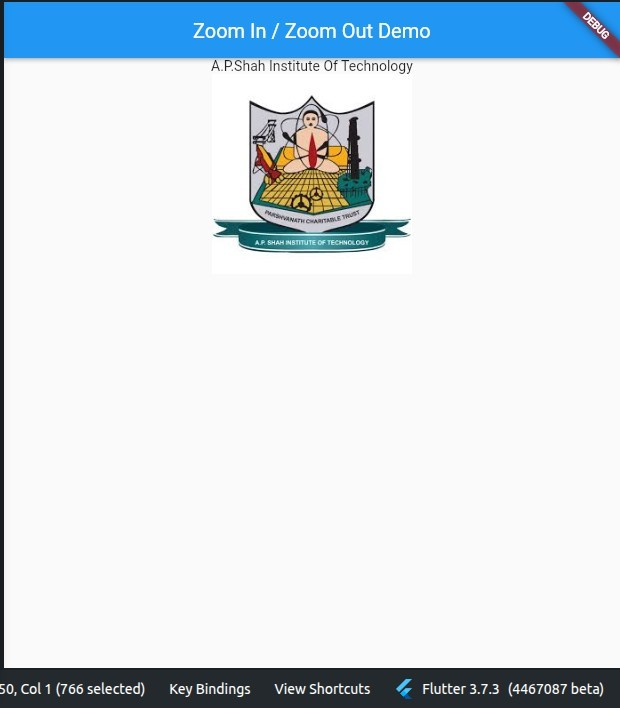 Zoom In / Zoom Out Demo
DEBUG
A.P.Shah Institute Of Technology
PARSHVANATH CHARITABLE TRUST
A.P. SHAH INSTITUTE OF TECHNOLOGY
50, Col 1 (766 selected) Key Bindings View Shortcuts Flutter 3.7.3 (4467087 beta)